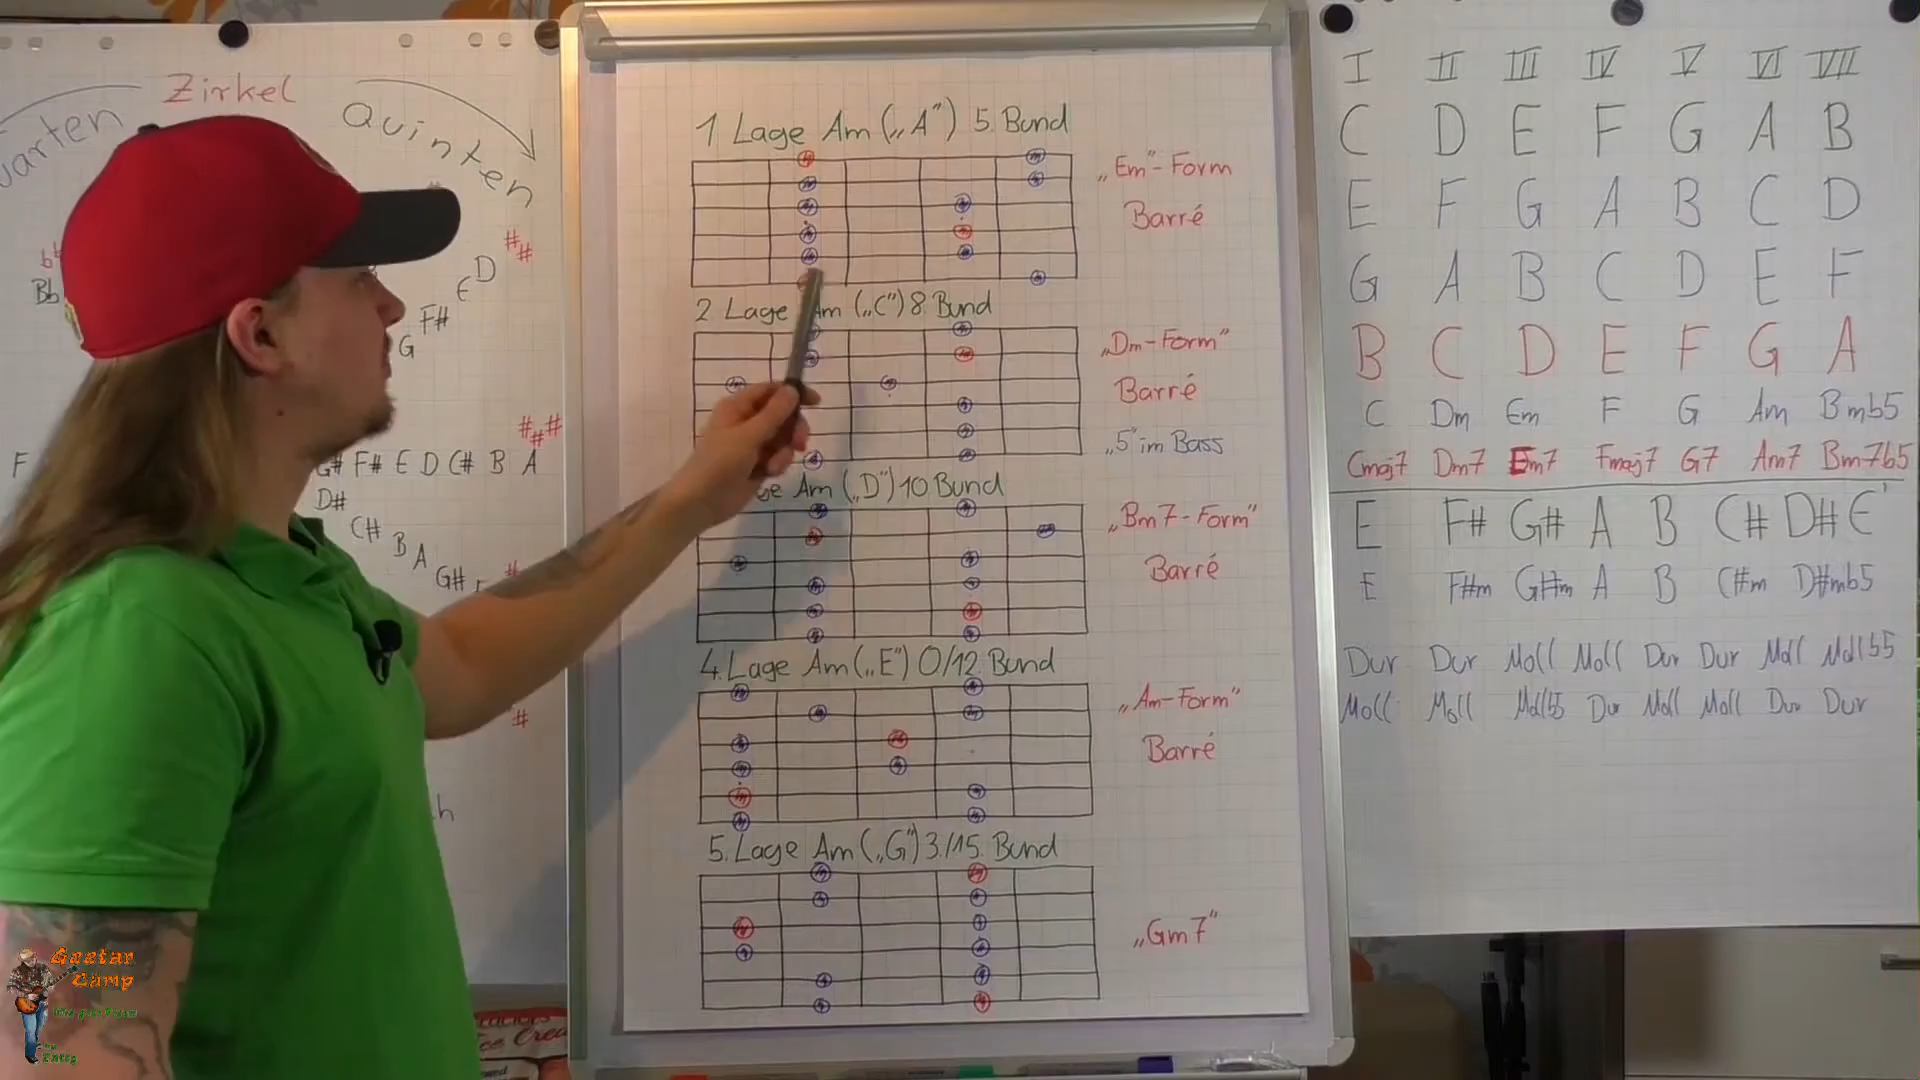 Zirkel
Quinten
##
D
E
F#
G
Bb
###
F
G# F# E D C# B A
D#
C#
B
A
G#
#
#
1 Lage Am („A") 5. Bund
„Em"-Form
Barré
2. Lage Am („C") 8. Bund
„Dm-Form"
Barré
„5" im Bass
Am („D") 10. Bund
„Bm7-Form"
Barré
4. Lage Am („E") 0/12. Bund
„Am-Form"
Barré
5. Lage Am („G") 3./15. Bund
„Gm7"
I II III IV V VI VII
C D E F G A B
E F G A B C D
G A B C D E F
B C D E F G A
C Dm Em F G Am Bmb5
Cmaj7 Dm7 Em7 Fmaj7 G7 Am7 Bm7b5
E F# G# A B C# D# E'
E F#m G#m A B C#m D#mb5
Dur Dur Moll Moll Dur Dur Moll Mollb5
Moll Moll Mollb5 Dur Moll Moll Dur Dur
Geetar
Camp